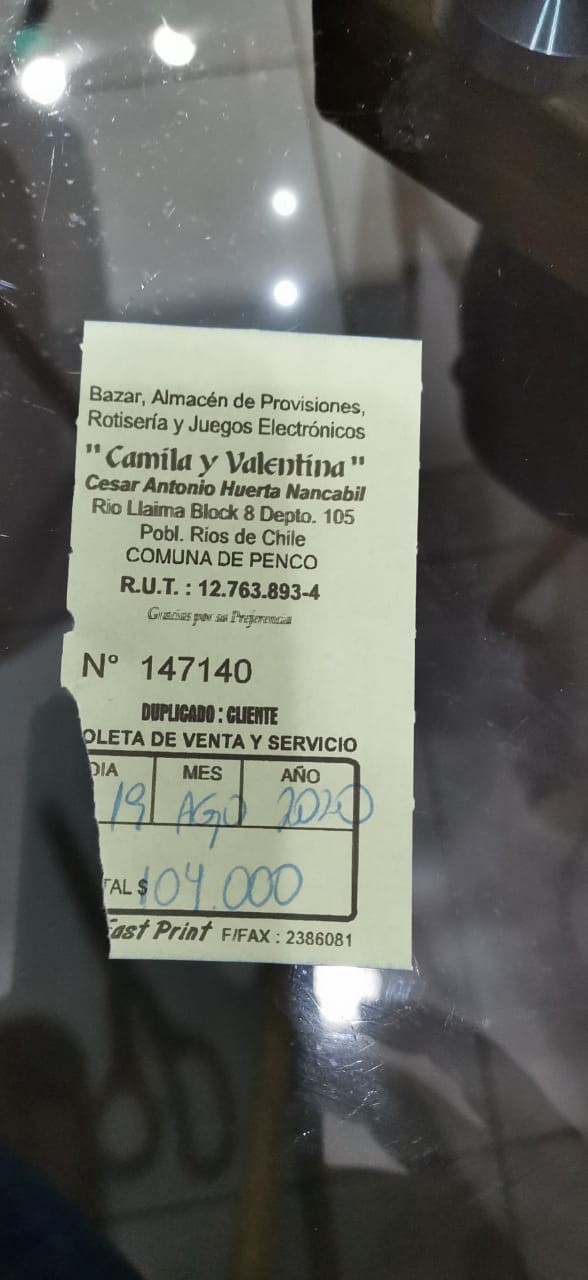 Bazar, Almacén de Provisiones,
Rotisería y Juegos Electrónicos
"Camila y Valentina"
Cesar Antonio Huerta Nancabil
Rio Llaima Block 8 Depto. 105
Pobl. Rios de Chile
COMUNA DE PENCO
R.U.T. : 12.763.893-4
Gracias por su Preferencia
N° 147140
DUPLICADO : CLIENTE
OLETA DE VENTA Y SERVICIO
DIA MES AÑO
19 AGO 2020
TAL $ 104.000
Fast Print F/FAX : 2386081